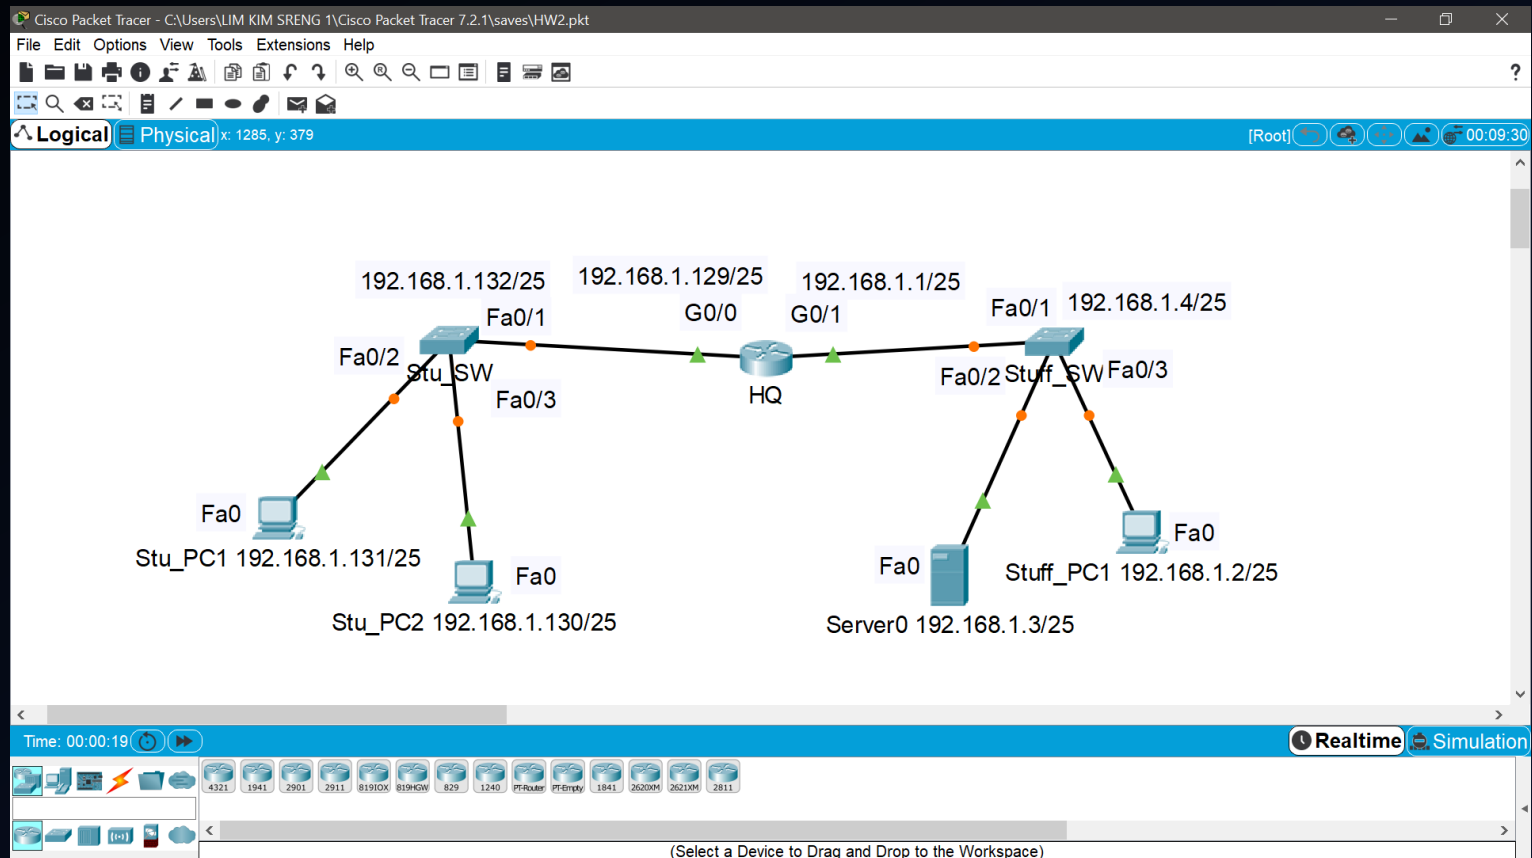 Cisco Packet Tracer - C:\Users\LIM KIM SRENG 1\Cisco Packet Tracer 7.2.1\saves\HW2.pkt
File Edit Options View Tools Extensions Help
?
Logical Physical x: 1285, y: 379 [Root] 00:09:30
192.168.1.132/25 192.168.1.129/25 192.168.1.1/25
Fa0/1 G0/0 G0/1 Fa0/1 192.168.1.4/25
Fa0/2 Stu_SW Fa0/2 Stuff_SW Fa0/3
Fa0/3 HQ
Fa0 Fa0
Stu_PC1 192.168.1.131/25 Fa0 Fa0 Stuff_PC1 192.168.1.2/25
Stu_PC2 192.168.1.130/25 Server0 192.168.1.3/25
Time: 00:00:19 Realtime Simulation
4321 1941 2901 2911 819IOX 819HGW 829 1240 PT-Router PT-Empty 1841 2620XM 2621XM 2811
(Select a Device to Drag and Drop to the Workspace)